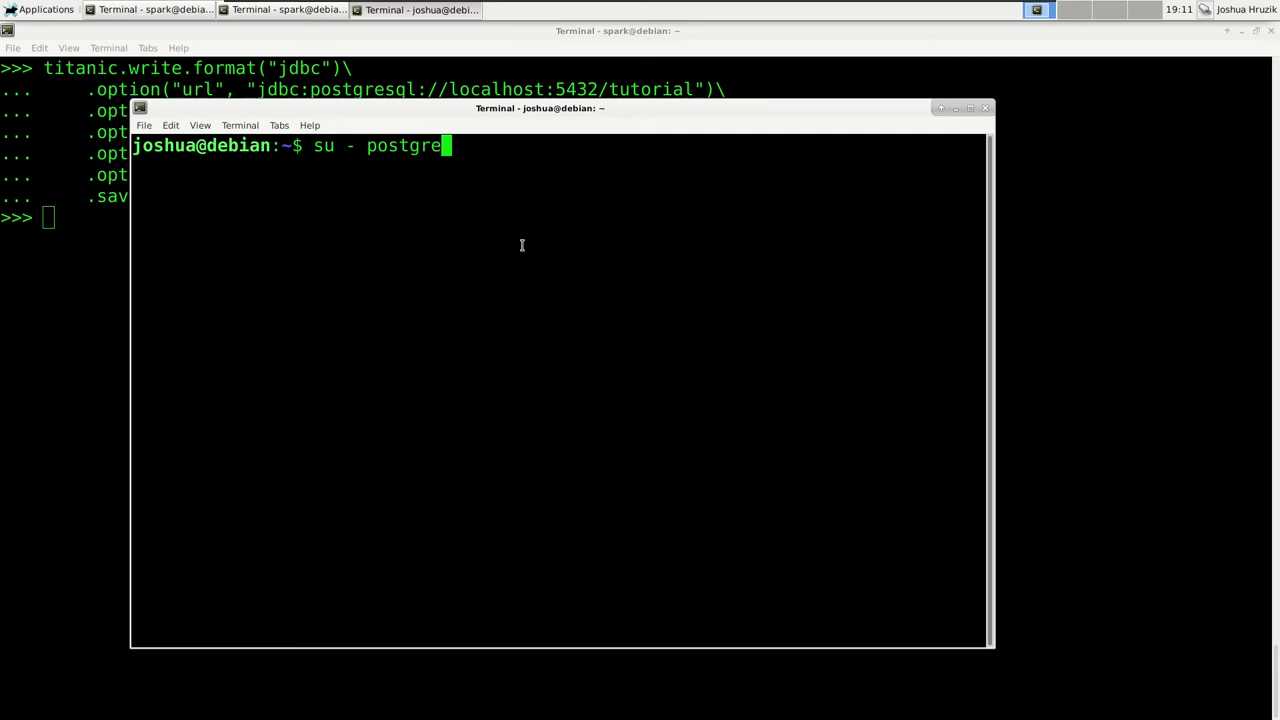 Applications
Terminal - spark@debia...
Terminal - spark@debia...
Terminal - joshua@debi...
19:11
Joshua Hruzik
Terminal - spark@debian: ~
File Edit View Terminal Tabs Help
>>> titanic.write.format("jdbc")\
... .option("url", "jdbc:postgresql://localhost:5432/tutorial")\
... .opt
... .opt
... .opt
... .opt
... .sav
>>>
Terminal - joshua@debian: ~
File Edit View Terminal Tabs Help
joshua@debian:~$ su - postgre